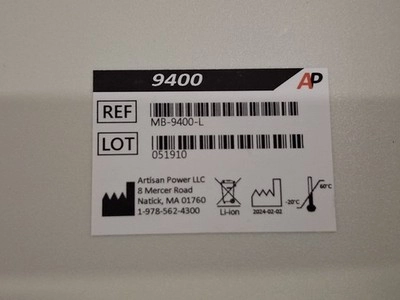 9400
AP
REF
MB-9400-L
LOT
051910
Artisan Power LLC
8 Mercer Road
Natick, MA 01760
1-978-562-4300
Li-ion
2024-02-02
-20°C
60°C